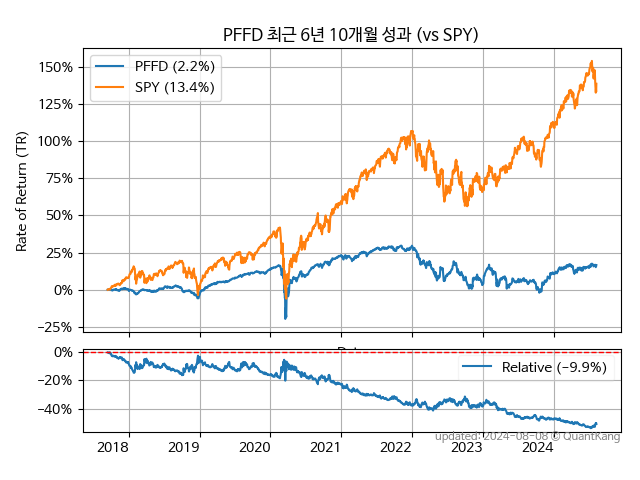 PFFD 최근 6년 10개월 성과 (vs SPY)
PFFD (2.2%)
SPY (13.4%)
Rate of Return (TR)
150%
125%
100%
75%
50%
25%
0%
−25%
0%
−20%
−40%
Relative (−9.9%)
updated: 2024-08-08 © QuantKang
2018 2019 2020 2021 2022 2023 2024